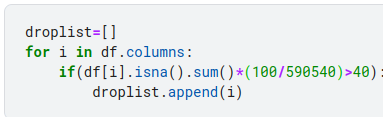 droplist=[]
for i in df.columns:
    if(df[i].isna().sum()*(100/590540)>40):
        droplist.append(i)